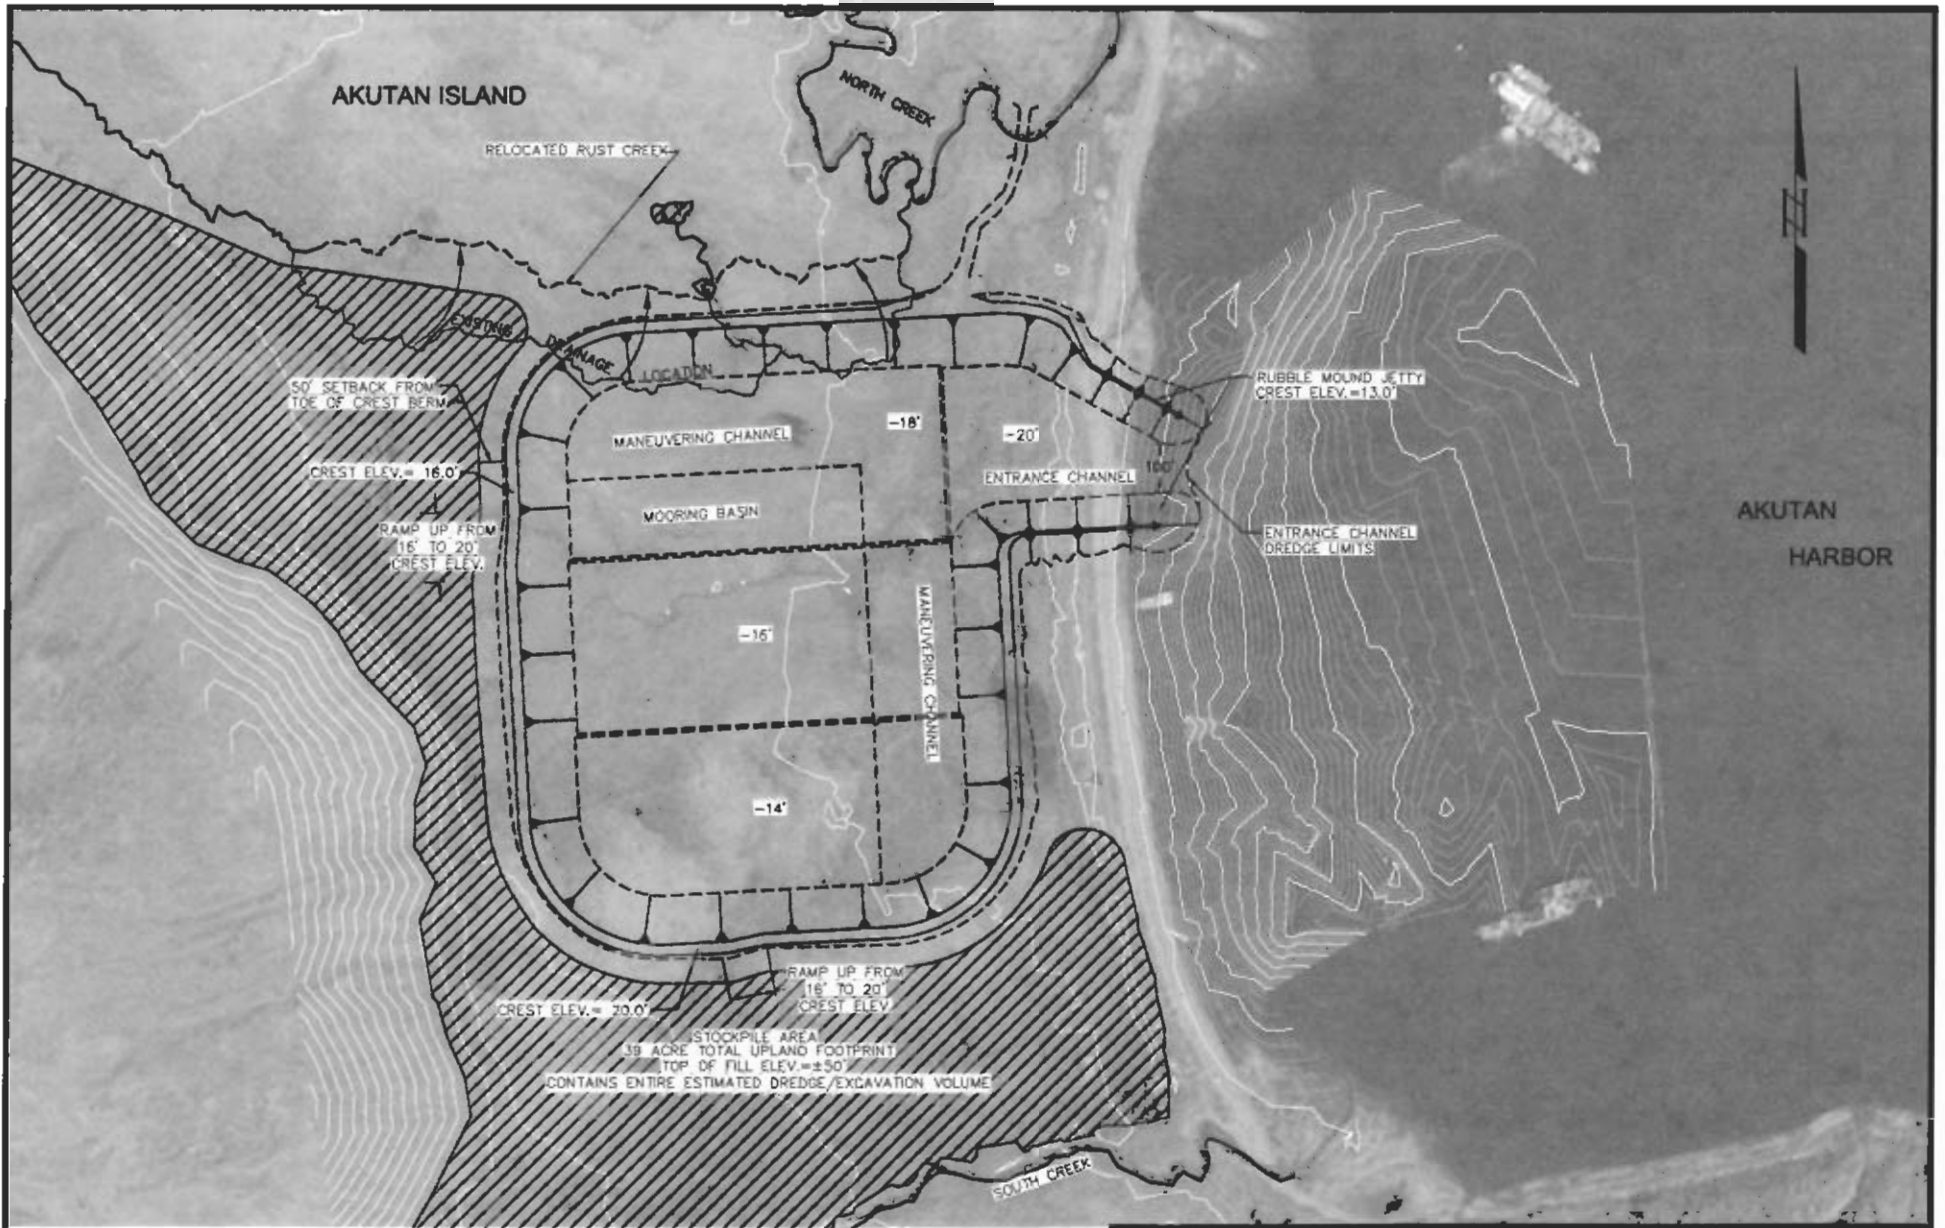 AKUTAN ISLAND
NORTH CREEK
RELOCATED RUST CREEK
EXISTING
DRAINAGE
LOCATION
50' SETBACK FROM
TOE OF CREST BERM
RUBBLE MOUND JETTY
CREST ELEV.=13.0'
-18'
-20'
MANEUVERING CHANNEL
CREST ELEV.= 16.0'
100'
ENTRANCE CHANNEL
MOORING BASIN
AKUTAN
HARBOR
RAMP UP FROM
16' TO 20'
CREST ELEV.
ENTRANCE CHANNEL
DREDGE LIMITS
-16'
MANEUVERING CHANNEL
-14'
RAMP UP FROM
16' TO 20'
CREST ELEV.
CREST ELEV.= 20.0'
STOCKPILE AREA
39 ACRE TOTAL UPLAND FOOTPRINT
TOP OF FILL ELEV.=±50'
CONTAINS ENTIRE ESTIMATED DREDGE/EXCAVATION VOLUME
SOUTH CREEK
N